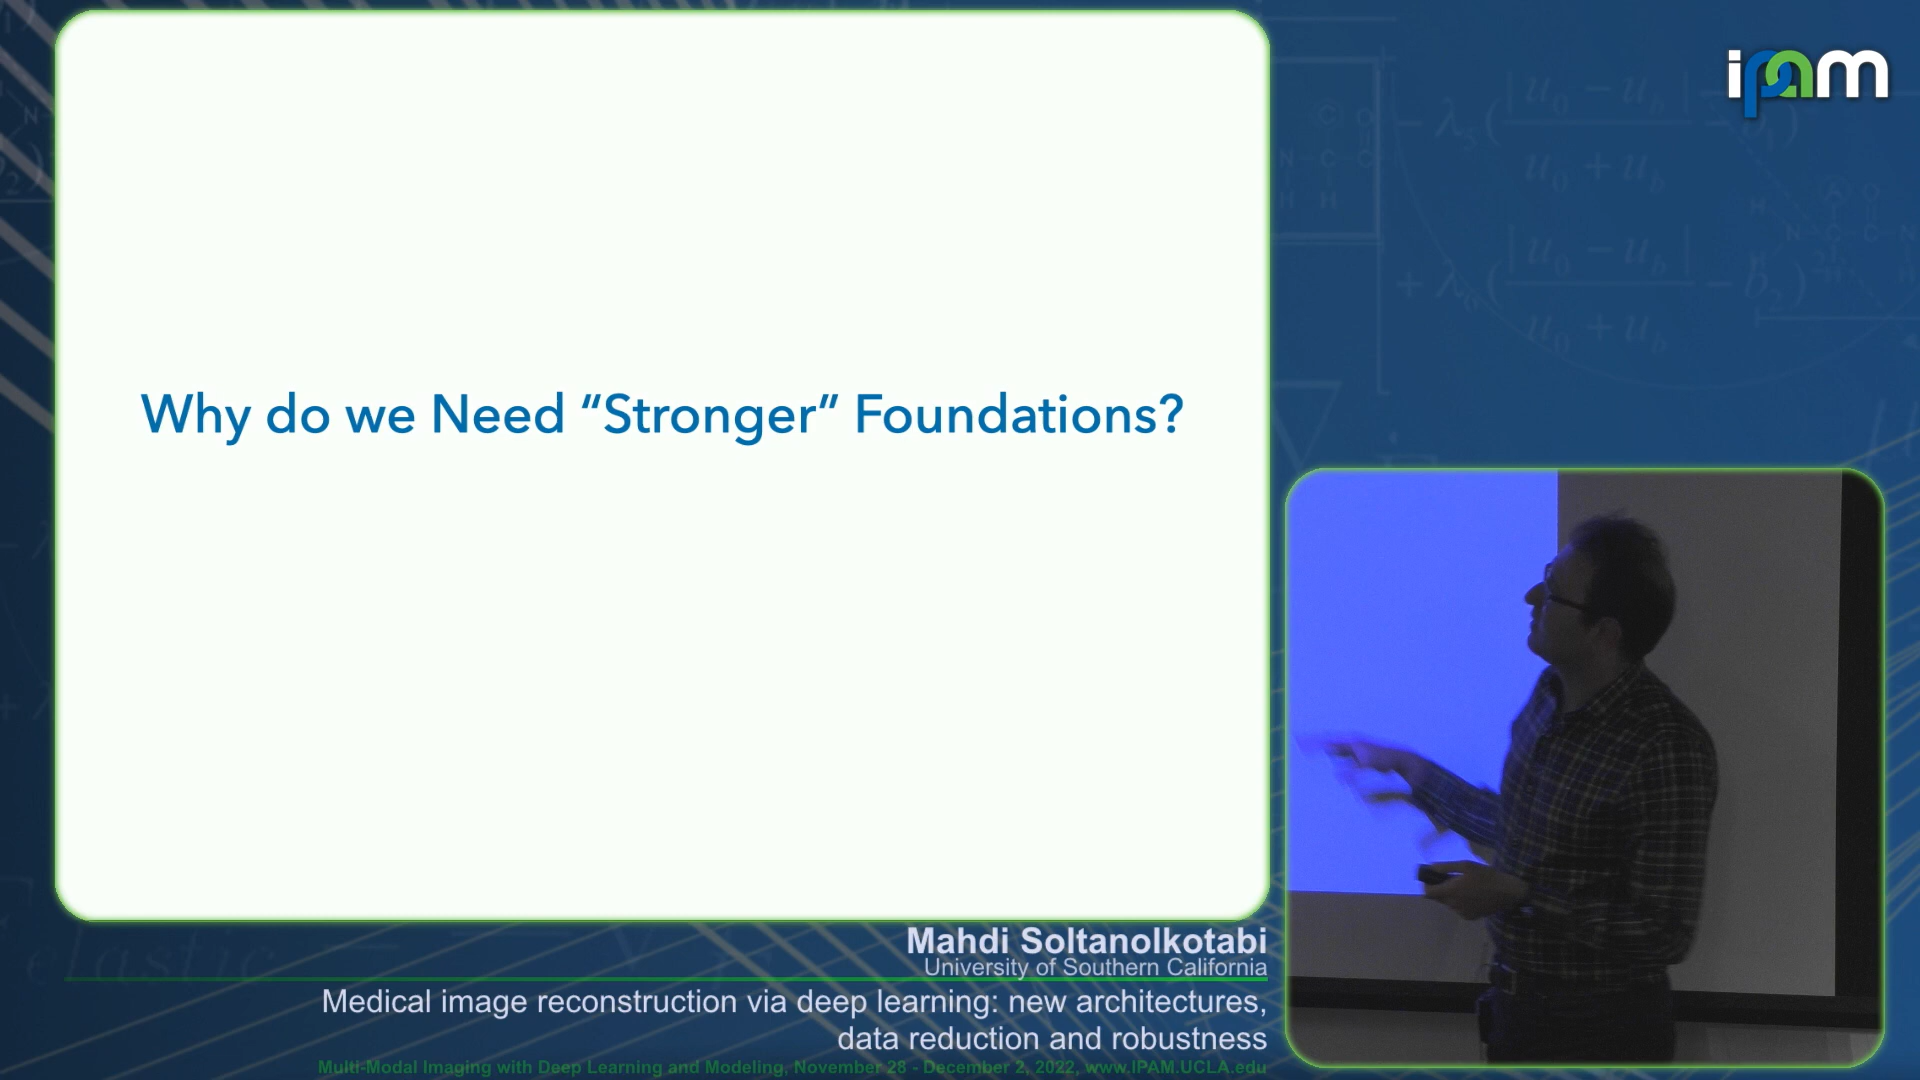 ipam
Why do we Need “Stronger” Foundations?
Mahdi Soltanolkotabi
University of Southern California
Medical image reconstruction via deep learning: new architectures,
data reduction and robustness
Multi-Modal Imaging with Deep Learning and Modeling, November 28 - December 2, 2022, www.IPAM.UCLA.edu
elastic